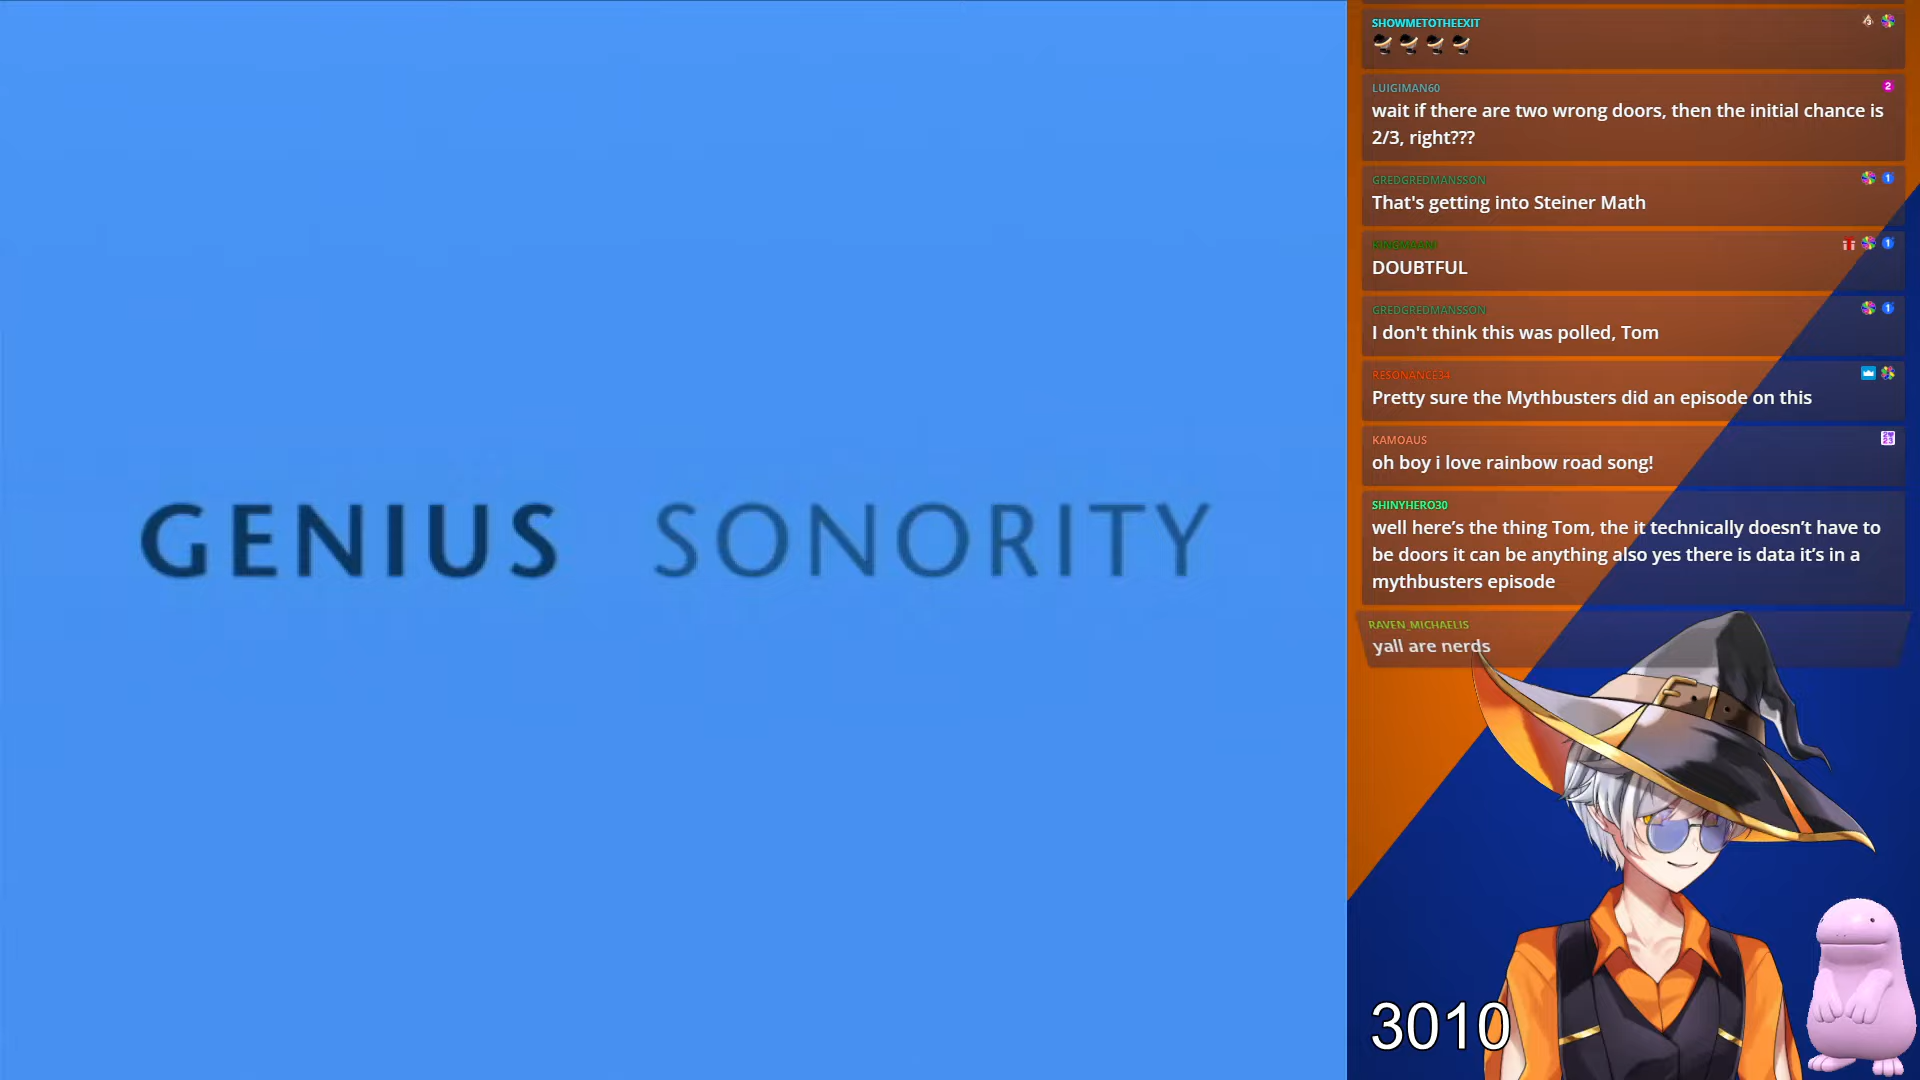 GENIUS SONORITY
SHOWMETOTHEEXIT
LUIGIMAN60
2
wait if there are two wrong doors, then the initial chance is
2/3, right???
GREDGREDMANSSON
1
That's getting into Steiner Math
1
DOUBTFUL
GREDGREDMANSSON
1
I don't think this was polled, Tom
RESONANCE34
Pretty sure the Mythbusters did an episode on this
KAMOAUS
oh boy i love rainbow road song!
SHINYHERO30
well here’s the thing Tom, the it technically doesn’t have to
be doors it can be anything also yes there is data it’s in a
mythbusters episode
RAVEN_MICHAELIS
yall are nerds
3010